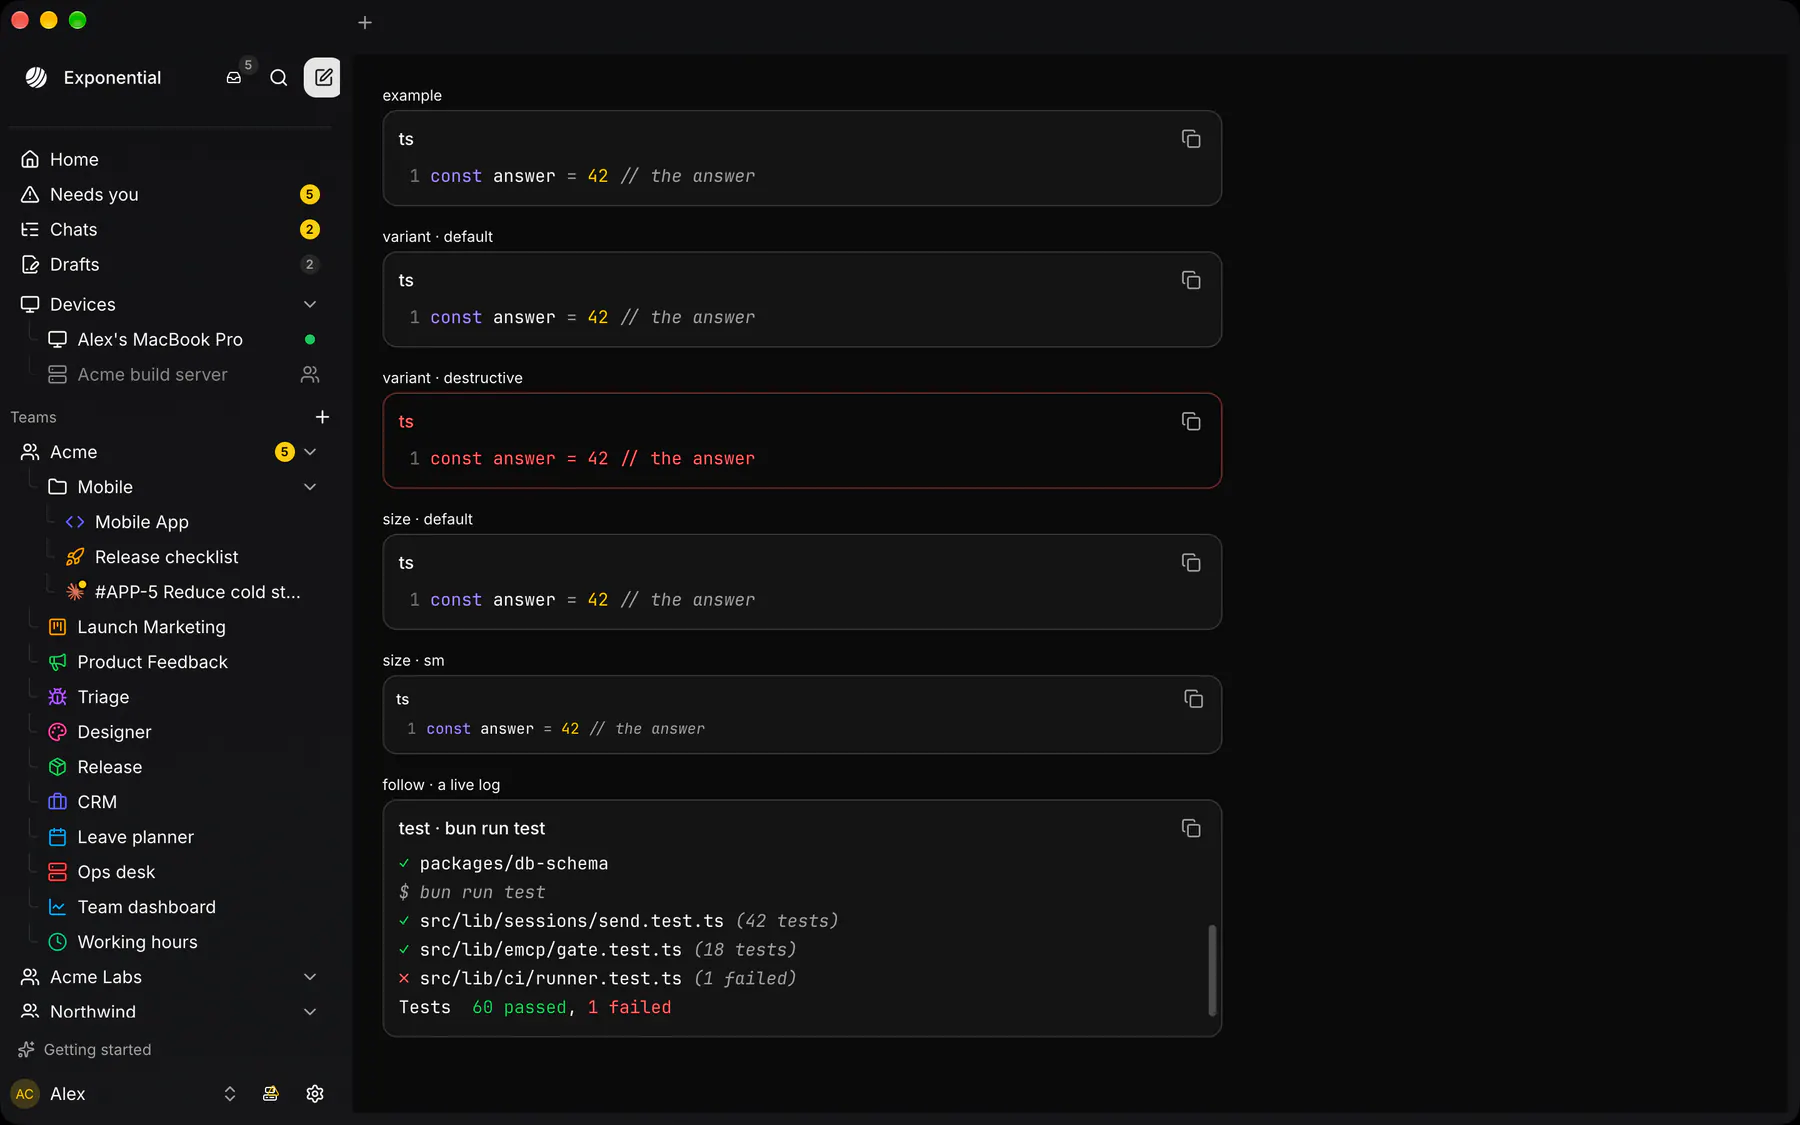 Exponential
5
Home
Needs you
5
Chats
2
Drafts
2
Devices
Alex's MacBook Pro
Acme build server
Teams
Acme
5
Mobile
Mobile App
Release checklist
#APP-5 Reduce cold st...
Launch Marketing
Product Feedback
Triage
Designer
Release
CRM
Leave planner
Ops desk
Team dashboard
Working hours
Acme Labs
Northwind
Getting started
AC Alex
example
ts
1 const answer = 42 // the answer
variant · default
ts
1 const answer = 42 // the answer
variant · destructive
ts
1 const answer = 42 // the answer
size · default
ts
1 const answer = 42 // the answer
size · sm
ts
1 const answer = 42 // the answer
follow · a live log
test · bun run test
✓ packages/db-schema
$ bun run test
✓ src/lib/sessions/send.test.ts (42 tests)
✓ src/lib/emcp/gate.test.ts (18 tests)
✕ src/lib/ci/runner.test.ts (1 failed)
Tests  60 passed, 1 failed